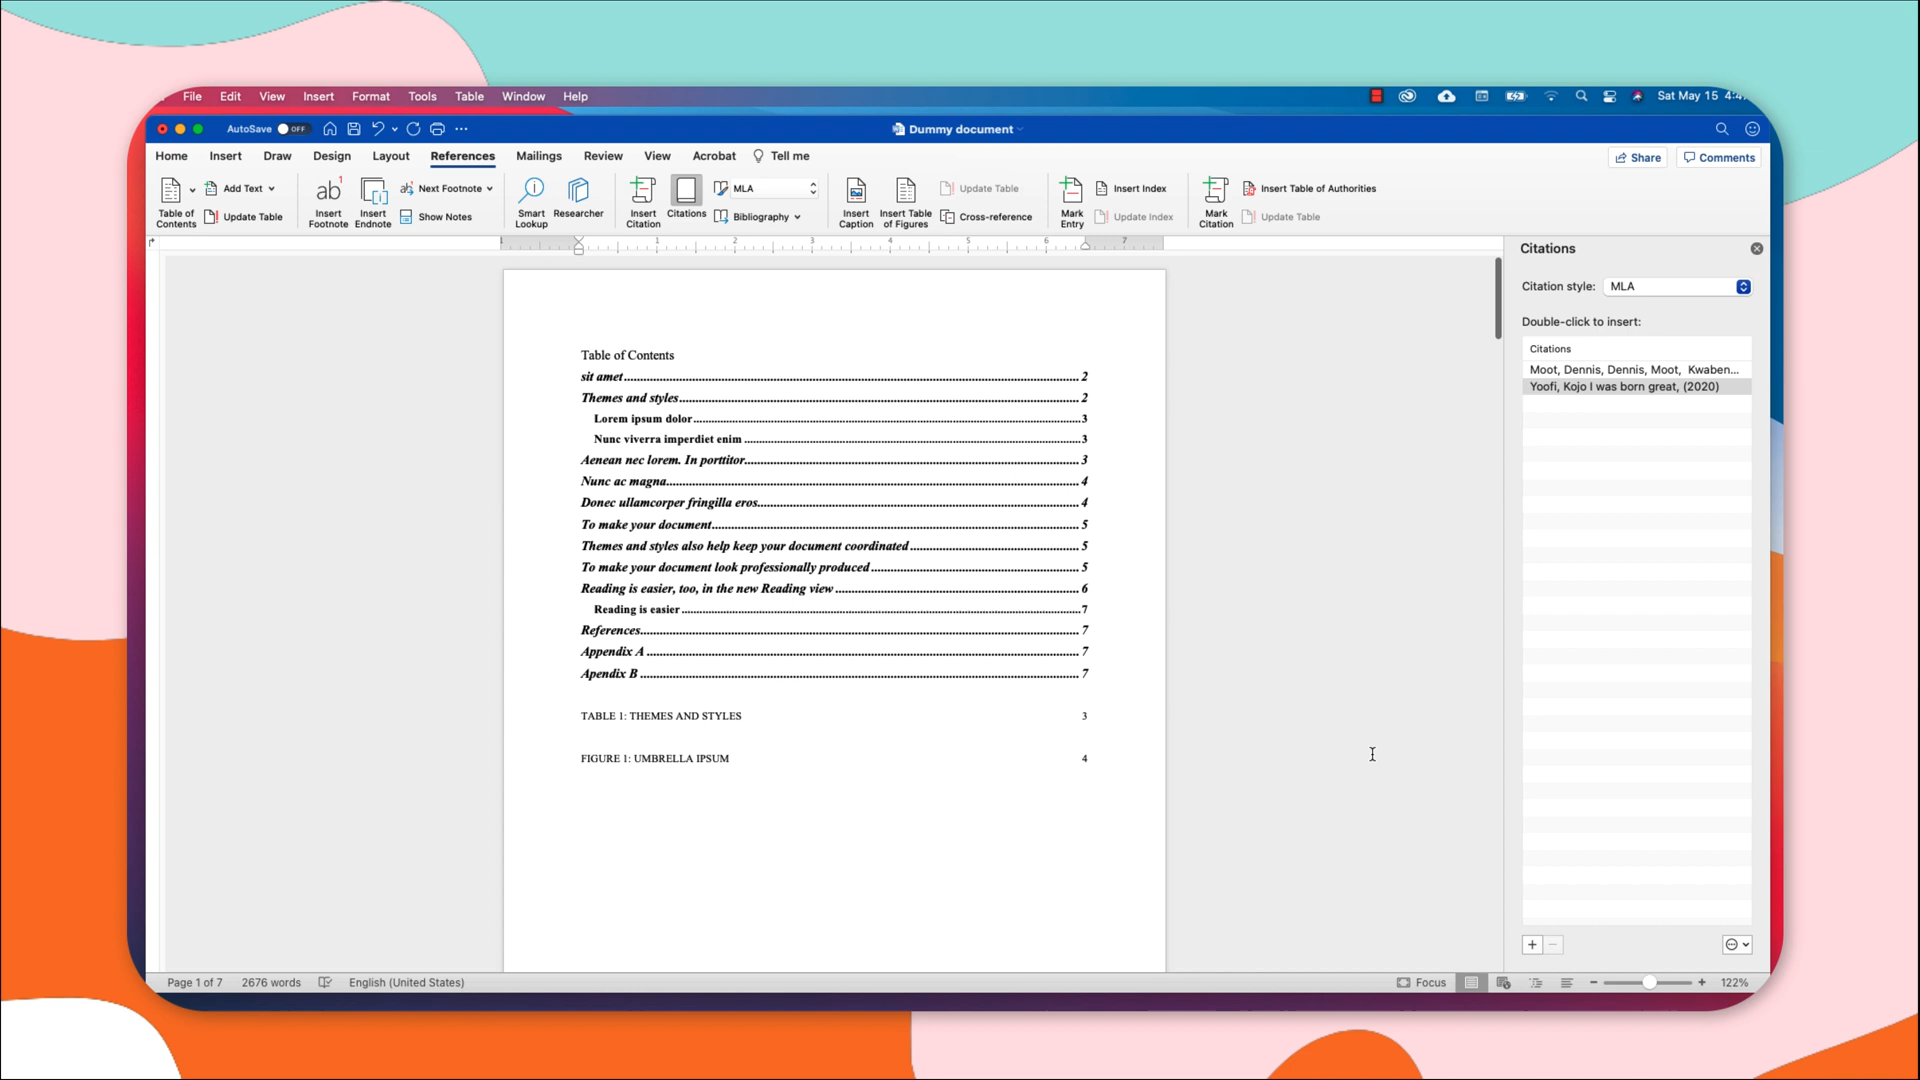 File Edit View Insert Format Tools Table Window Help
Sat May 15
AutoSave OFF
Dummy document
Home Insert Draw Design Layout References Mailings Review View Acrobat Tell me
Share Comments
Table of Contents
Add Text
Update Table
Insert Footnote
Insert Endnote
Next Footnote
Show Notes
Smart Lookup
Researcher
Insert Citation
Citations
MLA
Bibliography
Insert Caption
Insert Table of Figures
Update Table
Cross-reference
Mark Entry
Insert Index
Update Index
Mark Citation
Insert Table of Authorities
Update Table
1 1 2 3 4 5 6 7
Table of Contents
sit amet 2
Themes and styles 2
Lorem ipsum dolor 3
Nunc viverra imperdiet enim 3
Aenean nec lorem. In porttitor 3
Nunc ac magna 4
Donec ullamcorper fringilla eros 4
To make your document 5
Themes and styles also help keep your document coordinated 5
To make your document look professionally produced 5
Reading is easier, too, in the new Reading view 6
Reading is easier 7
References 7
Appendix A 7
Apendix B 7
TABLE 1: THEMES AND STYLES 3
FIGURE 1: UMBRELLA IPSUM 4
Citations
Citation style: MLA
Double-click to insert:
Citations
Moot, Dennis, Dennis, Moot, Kwaben...
Yoofi, Kojo I was born great, (2020)
Page 1 of 7 2676 words English (United States)
Focus 122%